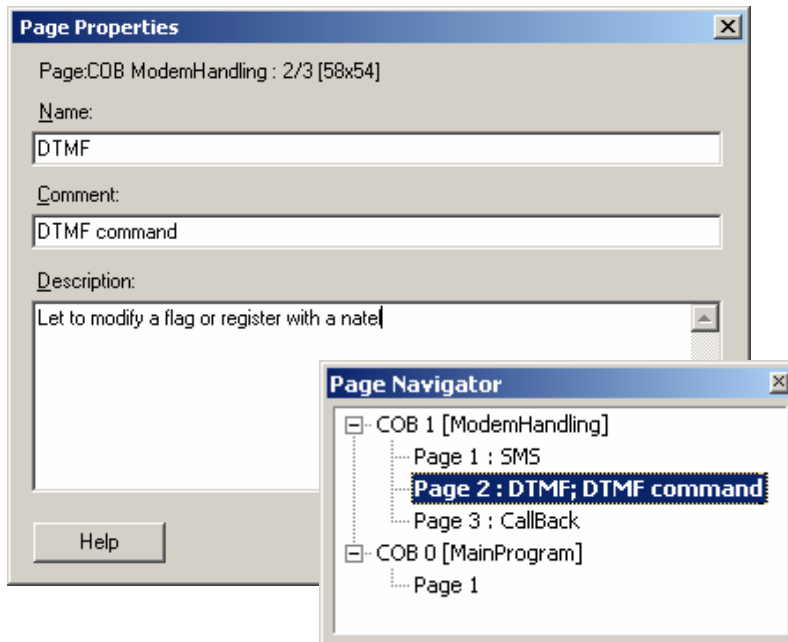 Page Properties
Page:COB ModemHandling : 2/3 [58x54]
Name:
DTMF
Comment:
DTMF command
Description:
Let to modify a flag or register with a natel
Help
Page Navigator
COB 1 [ModemHandling]
Page 1 : SMS
Page 2 : DTMF; DTMF command
Page 3 : CallBack
COB 0 [MainProgram]
Page 1